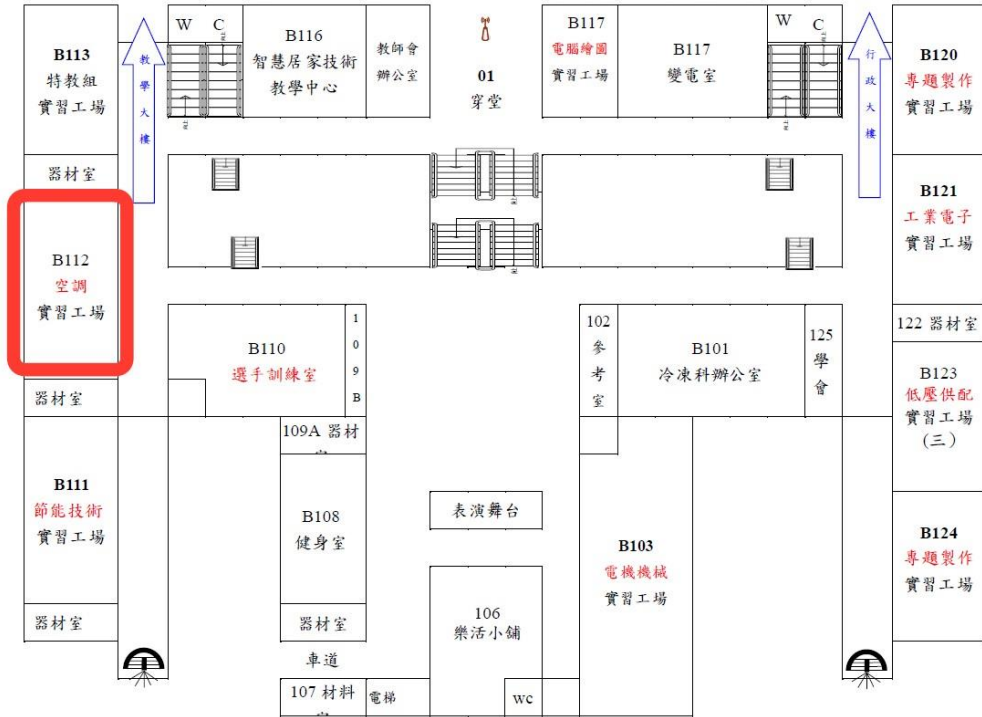 B113
特教組
實習工場
教學大樓
W C
B116
智慧居家技術
教學中心
教師會
辦公室
01
穿堂
B117
電腦繪圖
實習工場
B117
變電室
W C
行政大樓
B120
專題製作
實習工場
器材室
B112
空調
實習工場
B121
工業電子
實習工場
器材室
B110
選手訓練室
109B
102
參考室
B101
冷凍科辦公室
125
學會
122 器材室
B123
低壓供配
實習工場
(三)
109A 器材
B111
節能技術
實習工場
B108
健身室
表演舞台
B103
電機機械
實習工場
B124
專題製作
實習工場
器材室
器材室
106
樂活小舖
車道
107 材料
電梯
WC